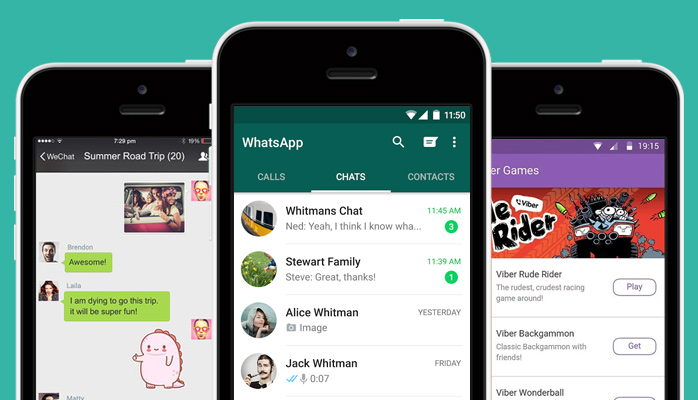 7:29 pm
19%
WeChat
Summer Road Trip (20)
Brendon
Awesome!
Laila
I am dying to go this trip.
it will be super fun!
Matty
11:50
WhatsApp
CALLS
CHATS
CONTACTS
Whitmans Chat
11:45 AM
Ned: Yeah, I think I know wha...
3
Stewart Family
11:39 AM
Steve: Great, thanks!
1
Alice Whitman
YESTERDAY
Image
Jack Whitman
FRIDAY
0:07
19:15
er Games
Viber
le
Rider
Viber Rude Rider
The rudest, crudest racing
game around!
Play
Viber Backgammon
Classic Backgammon with
friends!
Get
Viber Wonderball